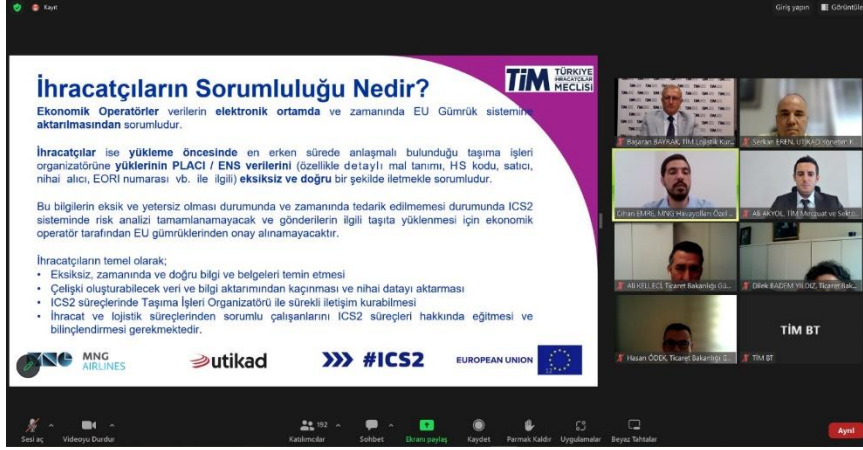 Kayıt
Giriş yapın
Görüntüle
TİM TÜRKİYE
İHRACATÇILAR
MECLİSİ
İhracatçıların Sorumluluğu Nedir?
Ekonomik Operatörler verilerin elektronik ortamda ve zamanında EU Gümrük sistemine
aktarılmasından sorumludur.
İhracatçılar ise yükleme öncesinde en erken sürede anlaşmalı bulunduğu taşıma işleri
organizatörüne yüklerinin PLACI / ENS verilerini (özellikle detaylı mal tanımı, HS kodu, satıcı,
nihai alıcı, EORI numarası vb. ile ilgili) eksiksiz ve doğru bir şekilde iletmekle sorumludur.
Bu bilgilerin eksik ve yetersiz olması durumunda ve zamanında tedarik edilmemesi durumunda ICS2
sisteminde risk analizi tamamlanamayacak ve gönderilerin ilgili taşıta yüklenmesi için ekonomik
operatör tarafından EU gümrüklerinden onay alınamayacaktır.
İhracatçıların temel olarak;
• Eksiksiz, zamanında ve doğru bilgi ve belgeleri temin etmesi
• Çelişki oluşturabilecek veri ve bilgi aktarımından kaçınması ve nihai datayı aktarması
• ICS2 süreçlerinde Taşıma İşleri Organizatörü ile sürekli iletişim kurabilmesi
• İhracat ve lojistik süreçlerinden sorumlu çalışanlarını ICS2 süreçleri hakkında eğitmesi ve
bilinçlendirmesi gerekmektedir.
MNG
AIRLINES
utikad
#ICS2
EUROPEAN UNION
12
Başaran BAYRAK, TİM Lojistik Kur...
Serkan EREN, UTİKAD Yönetim K...
Cihan EMRE, MNG Havayolları Özel ...
Ali AKYOL, TİM Mevzuat ve Sekt...
Ali KELLECİ, Ticaret Bakanlığı Gü...
Dilek BADEM YILDIZ, Ticaret Bak...
Hasan ÖDEK, Ticaret Bakanlığı G...
TİM BT
TİM BT
Sesi aç
Videoyu Durdur
192
Katılımcılar
Sohbet
Ekranı paylaş
Kaydet
Parmak Kaldır
Uygulamalar
Beyaz Tahtalar
Ayrıl